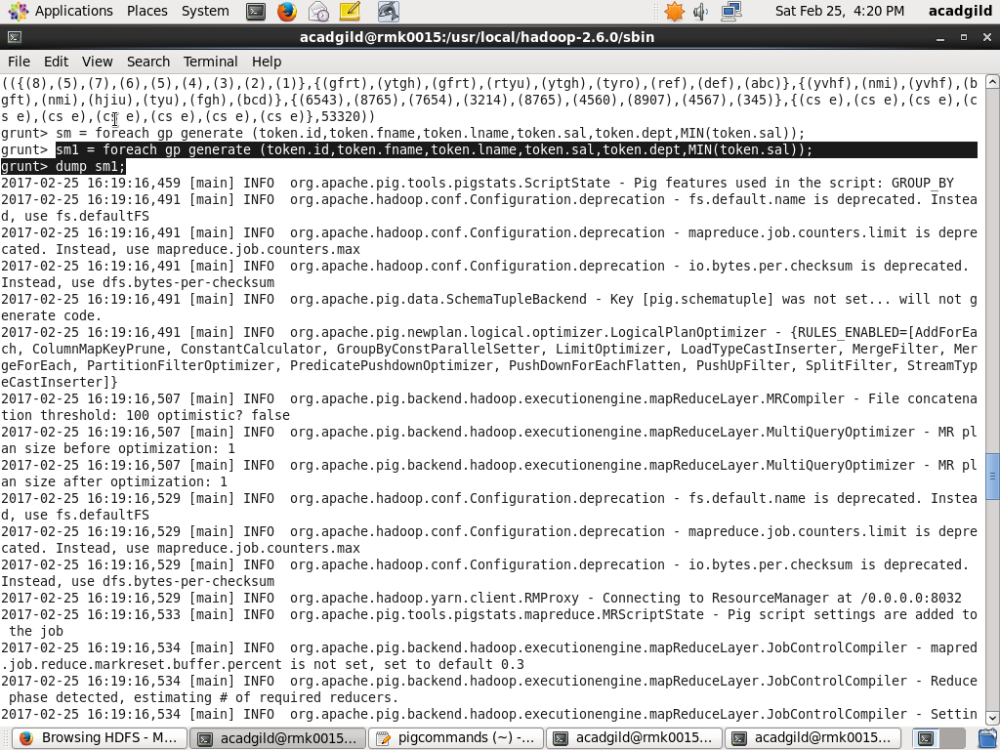 Applications Places System Sat Feb 25, 4:20 PM acadgild
acadgild@rmk0015:/usr/local/hadoop-2.6.0/sbin
File Edit View Search Terminal Help
(({(8),(5),(7),(6),(5),(4),(3),(2),(1)},{(gfrt),(ytgh),(gfrt),(rtyu),(ytgh),(tyro),(ref),(def),(abc)},{(yvhf),(nmi),(yvhf),(b
gft),(nmi),(hjiu),(tyu),(fgh),(bcd)},{(6543),(8765),(7654),(3214),(8765),(4560),(8907),(4567),(345)},{(cs e),(cs e),(cs e),(c
s e),(cs e),(cs e),(cs e),(cs e),(cs e)},53320))
grunt> sm = foreach gp generate (token.id,token.fname,token.lname,token.sal,token.dept,MIN(token.sal));
grunt> sm1 = foreach gp generate (token.id,token.fname,token.lname,token.sal,token.dept,MIN(token.sal));
grunt> dump sm1;
2017-02-25 16:19:16,459 [main] INFO  org.apache.pig.tools.pigstats.ScriptState - Pig features used in the script: GROUP_BY
2017-02-25 16:19:16,491 [main] INFO  org.apache.hadoop.conf.Configuration.deprecation - fs.default.name is deprecated. Instea
d, use fs.defaultFS
2017-02-25 16:19:16,491 [main] INFO  org.apache.hadoop.conf.Configuration.deprecation - mapreduce.job.counters.limit is depre
cated. Instead, use mapreduce.job.counters.max
2017-02-25 16:19:16,491 [main] INFO  org.apache.hadoop.conf.Configuration.deprecation - io.bytes.per.checksum is deprecated.
Instead, use dfs.bytes-per-checksum
2017-02-25 16:19:16,491 [main] INFO  org.apache.pig.data.SchemaTupleBackend - Key [pig.schematuple] was not set... will not g
enerate code.
2017-02-25 16:19:16,491 [main] INFO  org.apache.pig.newplan.logical.optimizer.LogicalPlanOptimizer - {RULES_ENABLED=[AddForEa
ch, ColumnMapKeyPrune, ConstantCalculator, GroupByConstParallelSetter, LimitOptimizer, LoadTypeCastInserter, MergeFilter, Mer
geForEach, PartitionFilterOptimizer, PredicatePushdownOptimizer, PushDownForEachFlatten, PushUpFilter, SplitFilter, StreamTyp
eCastInserter]}
2017-02-25 16:19:16,507 [main] INFO  org.apache.pig.backend.hadoop.executionengine.mapReduceLayer.MRCompiler - File concatena
tion threshold: 100 optimistic? false
2017-02-25 16:19:16,507 [main] INFO  org.apache.pig.backend.hadoop.executionengine.mapReduceLayer.MultiQueryOptimizer - MR pl
an size before optimization: 1
2017-02-25 16:19:16,507 [main] INFO  org.apache.pig.backend.hadoop.executionengine.mapReduceLayer.MultiQueryOptimizer - MR pl
an size after optimization: 1
2017-02-25 16:19:16,529 [main] INFO  org.apache.hadoop.conf.Configuration.deprecation - fs.default.name is deprecated. Instea
d, use fs.defaultFS
2017-02-25 16:19:16,529 [main] INFO  org.apache.hadoop.conf.Configuration.deprecation - mapreduce.job.counters.limit is depre
cated. Instead, use mapreduce.job.counters.max
2017-02-25 16:19:16,529 [main] INFO  org.apache.hadoop.conf.Configuration.deprecation - io.bytes.per.checksum is deprecated.
Instead, use dfs.bytes-per-checksum
2017-02-25 16:19:16,529 [main] INFO  org.apache.hadoop.yarn.client.RMProxy - Connecting to ResourceManager at /0.0.0.0:8032
2017-02-25 16:19:16,533 [main] INFO  org.apache.pig.tools.pigstats.mapreduce.MRScriptState - Pig script settings are added to
 the job
2017-02-25 16:19:16,534 [main] INFO  org.apache.pig.backend.hadoop.executionengine.mapReduceLayer.JobControlCompiler - mapred
.job.reduce.markreset.buffer.percent is not set, set to default 0.3
2017-02-25 16:19:16,534 [main] INFO  org.apache.pig.backend.hadoop.executionengine.mapReduceLayer.JobControlCompiler - Reduce
 phase detected, estimating # of required reducers.
2017-02-25 16:19:16,534 [main] INFO  org.apache.pig.backend.hadoop.executionengine.mapReduceLayer.JobControlCompiler - Settin
Browsing HDFS - M... acadgild@rmk0015... pigcommands (~) -... acadgild@rmk0015... acadgild@rmk0015...